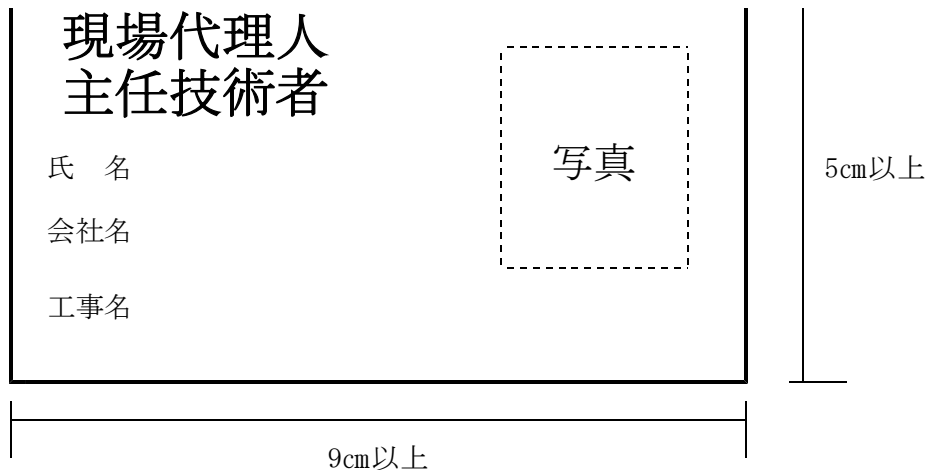 現場代理人
主任技術者
写真
氏　名
会社名
工事名
5cm以上
9cm以上